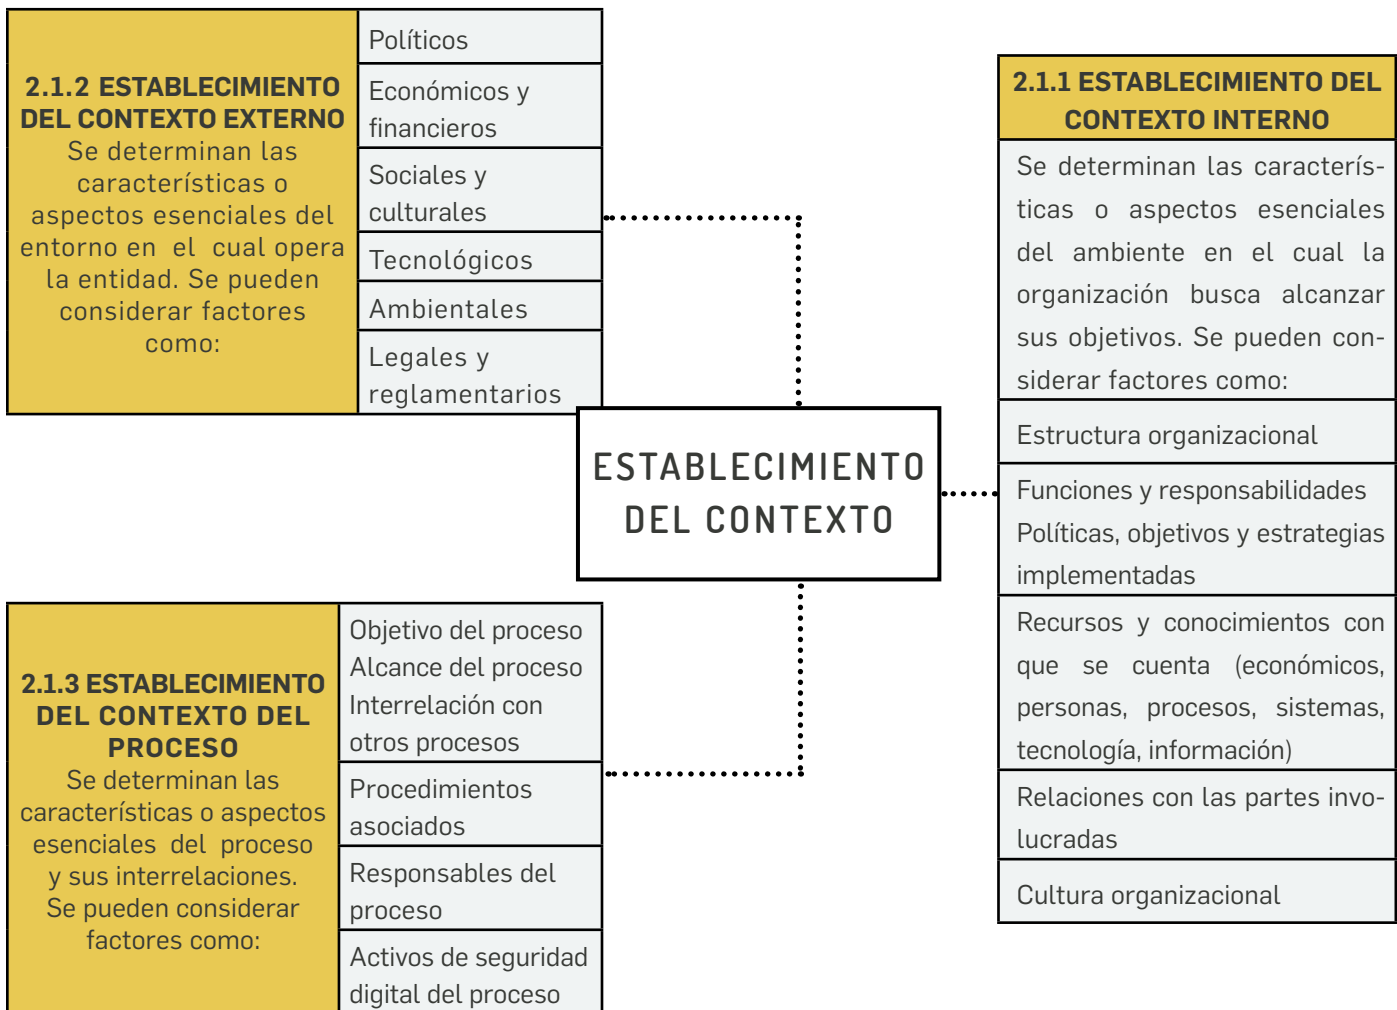 2.1.2 ESTABLECIMIENTO
DEL CONTEXTO EXTERNO
Se determinan las
características o
aspectos esenciales del
entorno en el cual opera
la entidad. Se pueden
considerar factores
como:
Políticos
Económicos y
financieros
Sociales y
culturales
Tecnológicos
Ambientales
Legales y
reglamentarios
ESTABLECIMIENTO
DEL CONTEXTO
2.1.1 ESTABLECIMIENTO DEL
CONTEXTO INTERNO
Se determinan las caracterís-
ticas o aspectos esenciales
del ambiente en el cual la
organización busca alcanzar
sus objetivos. Se pueden con-
siderar factores como:
Estructura organizacional
Funciones y responsabilidades
Políticas, objetivos y estrategias
implementadas
Recursos y conocimientos con
que se cuenta (económicos,
personas, procesos, sistemas,
tecnología, información)
Relaciones con las partes invo-
lucradas
Cultura organizacional
2.1.3 ESTABLECIMIENTO
DEL CONTEXTO DEL
PROCESO
Se determinan las
características o aspectos
esenciales del proceso
y sus interrelaciones.
Se pueden considerar
factores como:
Objetivo del proceso
Alcance del proceso
Interrelación con
otros procesos
Procedimientos
asociados
Responsables del
proceso
Activos de seguridad
digital del proceso